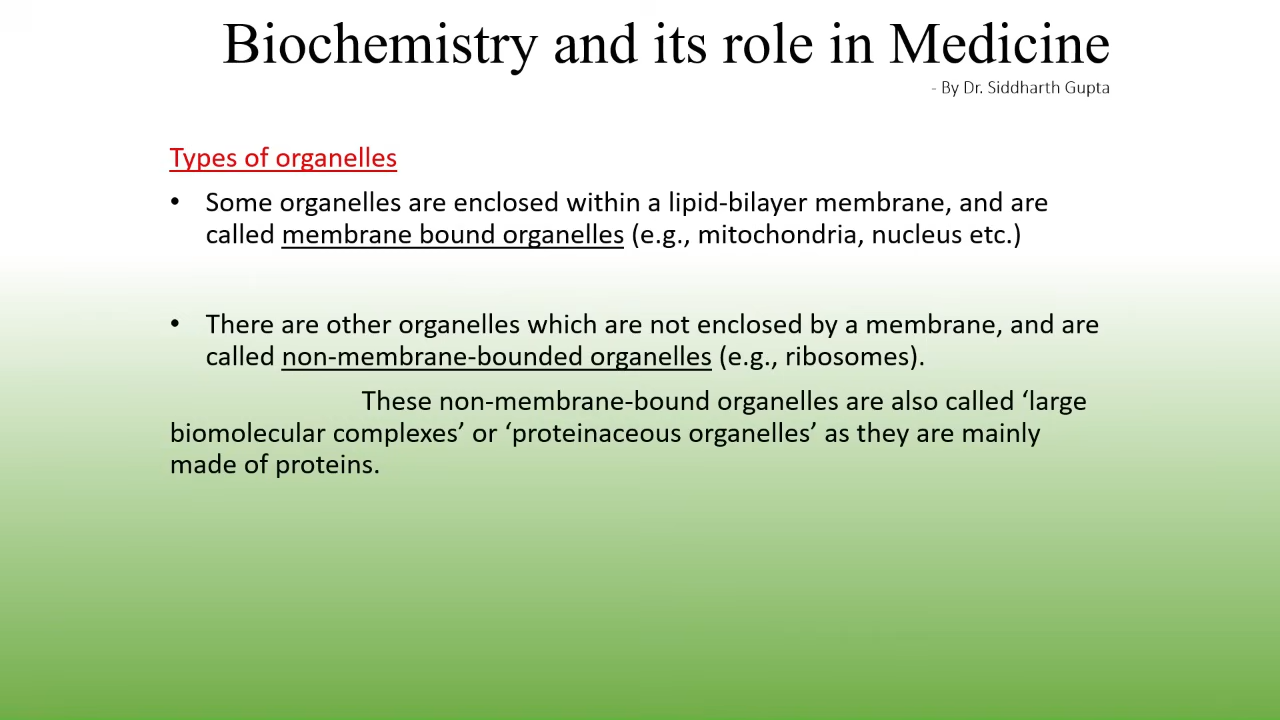 Biochemistry and its role in Medicine
- By Dr. Siddharth Gupta
Types of organelles
• Some organelles are enclosed within a lipid-bilayer membrane, and are
called membrane bound organelles (e.g., mitochondria, nucleus etc.)
• There are other organelles which are not enclosed by a membrane, and are
called non-membrane-bounded organelles (e.g., ribosomes).
These non-membrane-bound organelles are also called ‘large
biomolecular complexes’ or ‘proteinaceous organelles’ as they are mainly
made of proteins.